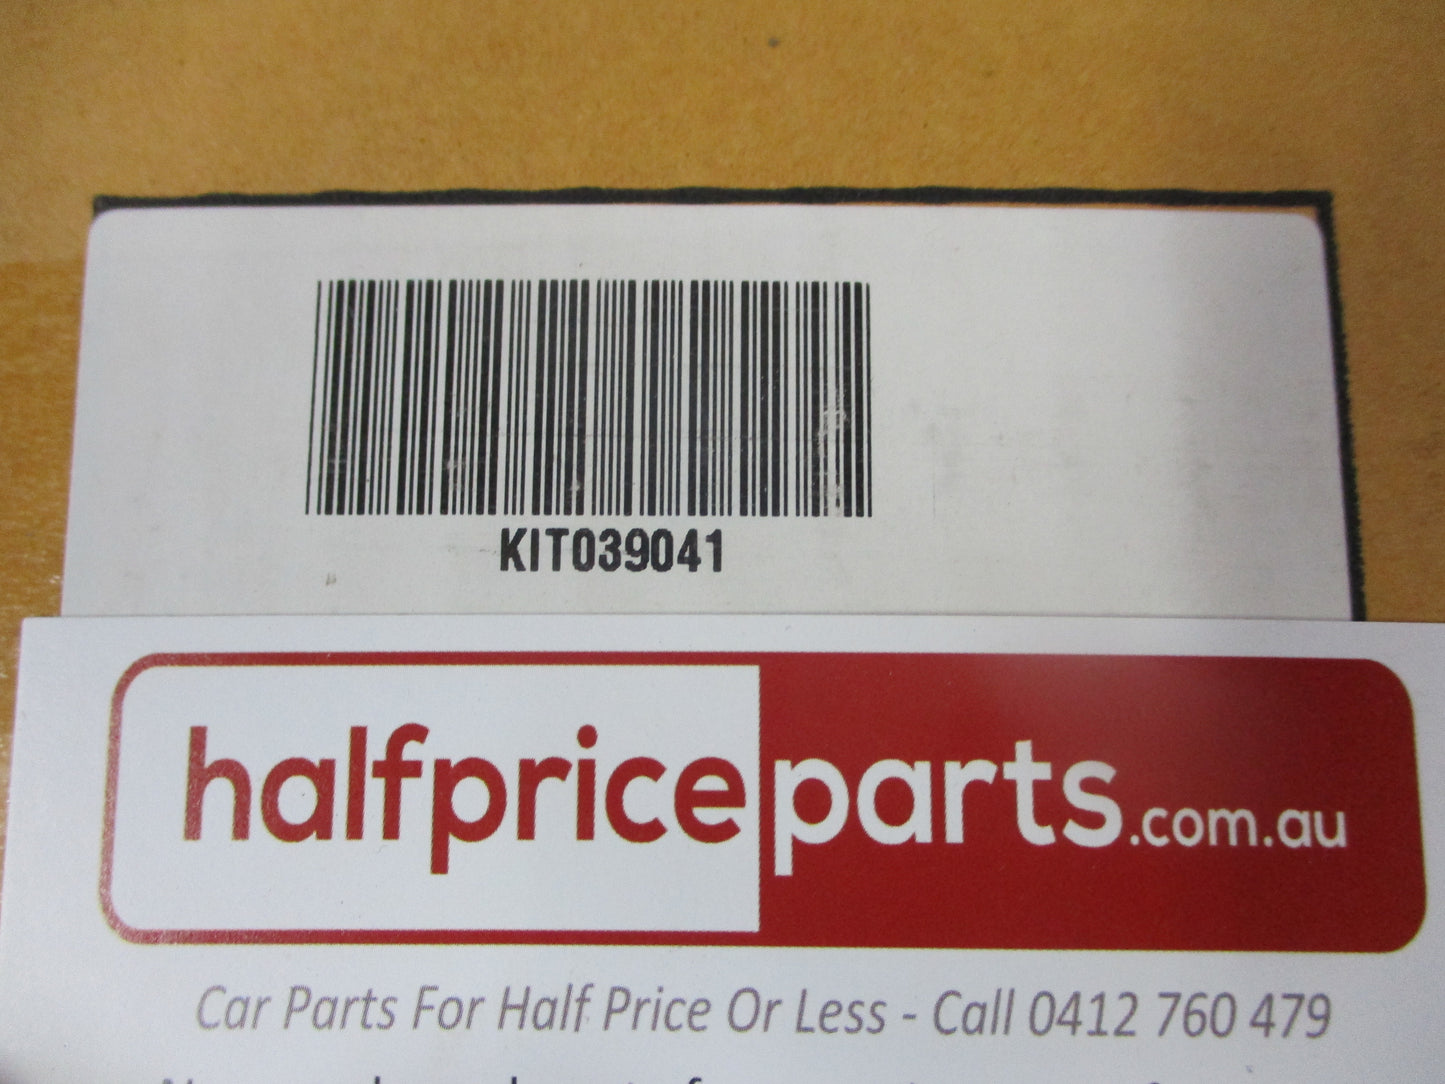 KIT039041
halfpriceparts.com.au
Car Parts For Half Price Or Less - Call 0412 760 479